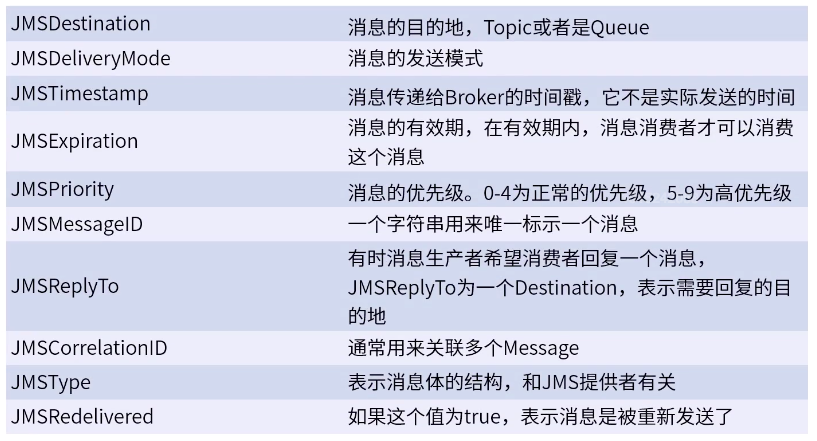 JMSDestination
消息的目的地，Topic或者是Queue
JMSDeliveryMode
消息的发送模式
JMSTimestamp
消息传递给Broker的时间戳，它不是实际发送的时间
JMSExpiration
消息的有效期，在有效期内，消息消费者才可以消费
这个消息
JMSPriority
消息的优先级。0-4为正常的优先级，5-9为高优先级
JMSMessageID
一个字符串用来唯一标示一个消息
JMSReplyTo
有时消息生产者希望消费者回复一个消息，
JMSReplyTo为一个Destination，表示需要回复的目
的地
JMSCorrelationID
通常用来关联多个Message
JMSType
表示消息体的结构，和JMS提供者有关
JMSRedelivered
如果这个值为true，表示消息是被重新发送了